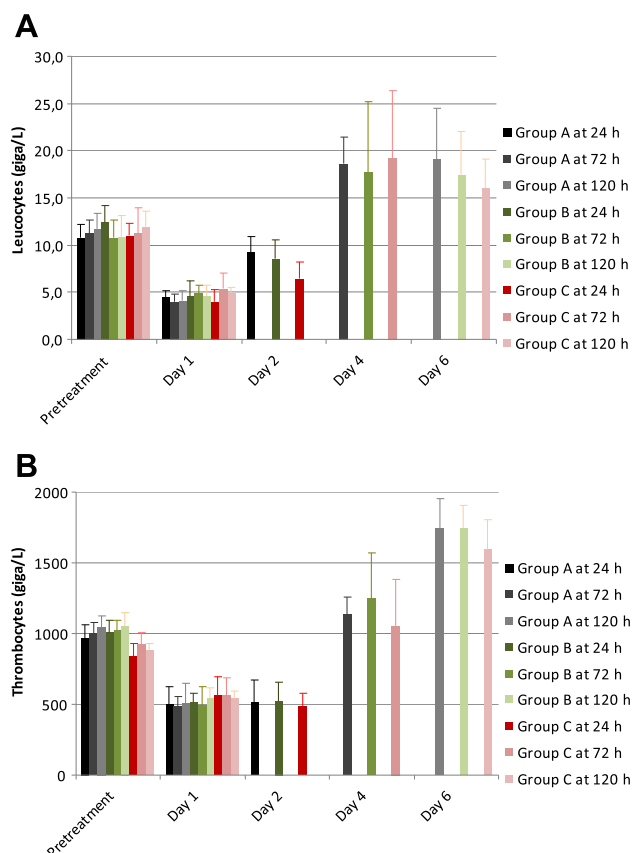 A
30,0
25,0
20,0
15,0
10,0
5,0
0,0
Leucocytes (giga/L)
Pretreatment
Day 1
Day 2
Day 4
Day 6
Group A at 24 h
Group A at 72 h
Group A at 120 h
Group B at 24 h
Group B at 72 h
Group B at 120 h
Group C at 24 h
Group C at 72 h
Group C at 120 h
B
2000
1500
1000
500
0
Thrombocytes (giga/L)
Pretreatment
Day 1
Day 2
Day 4
Day 6
Group A at 24 h
Group A at 72 h
Group A at 120 h
Group B at 24 h
Group B at 72 h
Group B at 120 h
Group C at 24 h
Group C at 72 h
Group C at 120 h